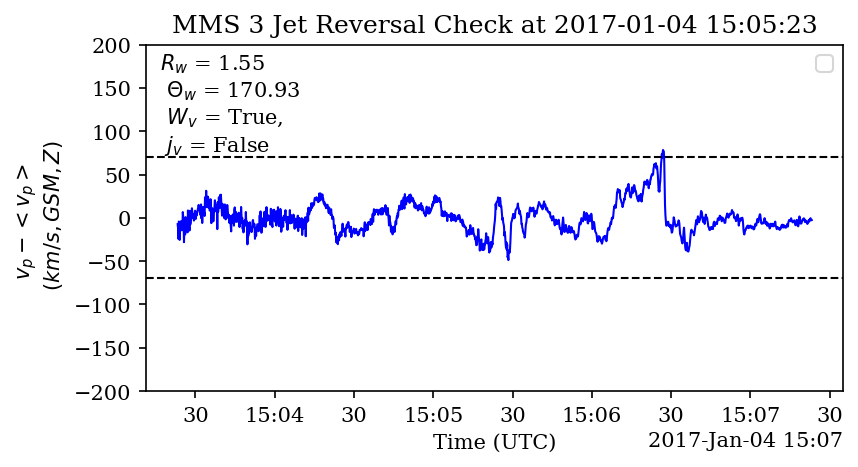 MMS 3 Jet Reversal Check at 2017-01-04 15:05:23
200
150
100
50
0
−50
−100
−150
−200
$v_p - <v_p>$
$(km/s, GSM, Z)$
$R_w$ = 1.55
$\Theta_w$ = 170.93
$W_v$ = True,
$j_v$ = False
30 15:04 30 15:05 30 15:06 30 15:07 30
Time (UTC)
2017-Jan-04 15:07